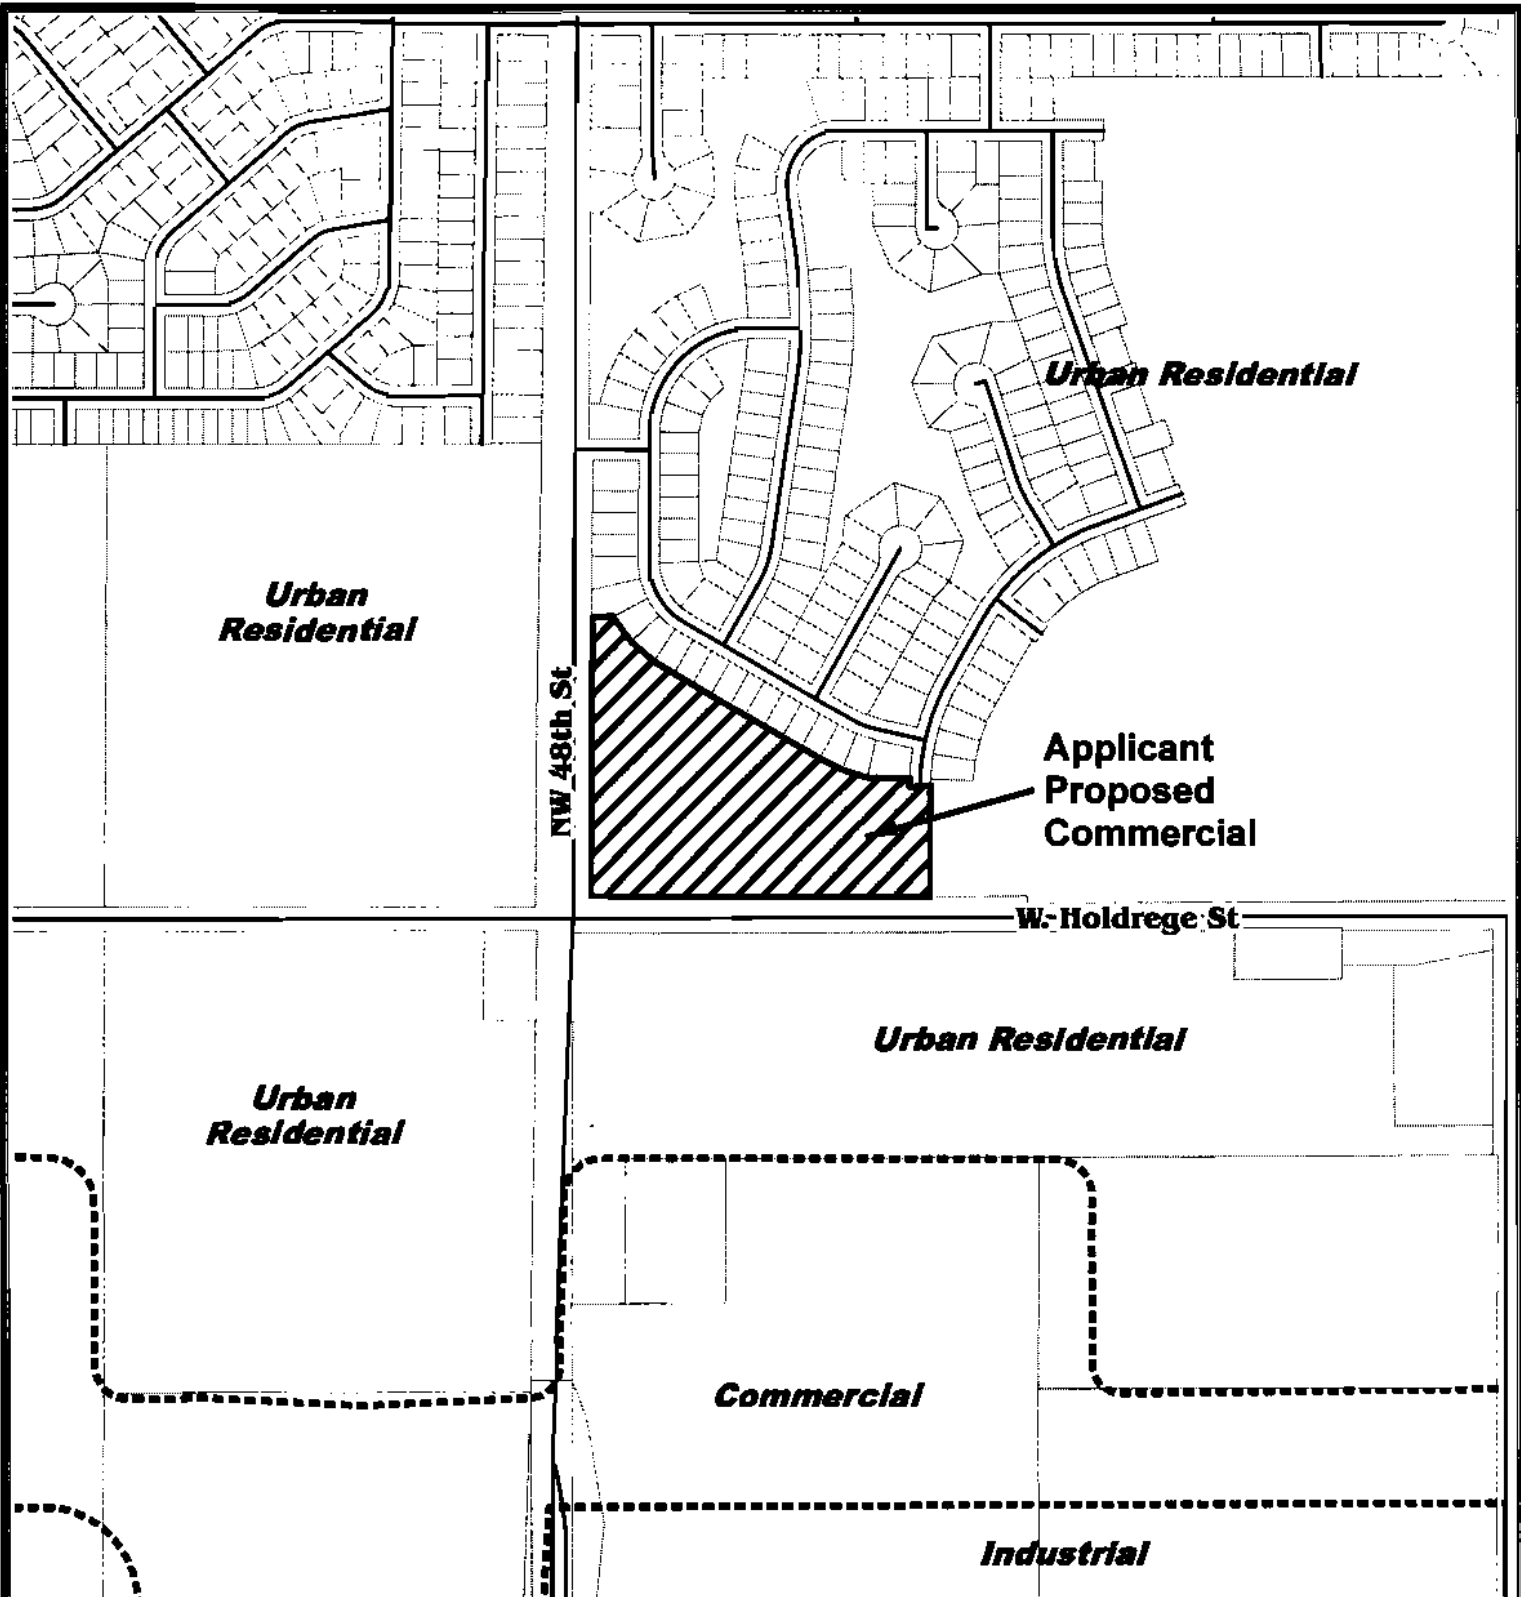 Urban Residential
Urban
Residential
NW 48th St
Applicant
Proposed
Commercial
W. Holdrege St
Urban Residential
Urban
Residential
Commercial
Industrial